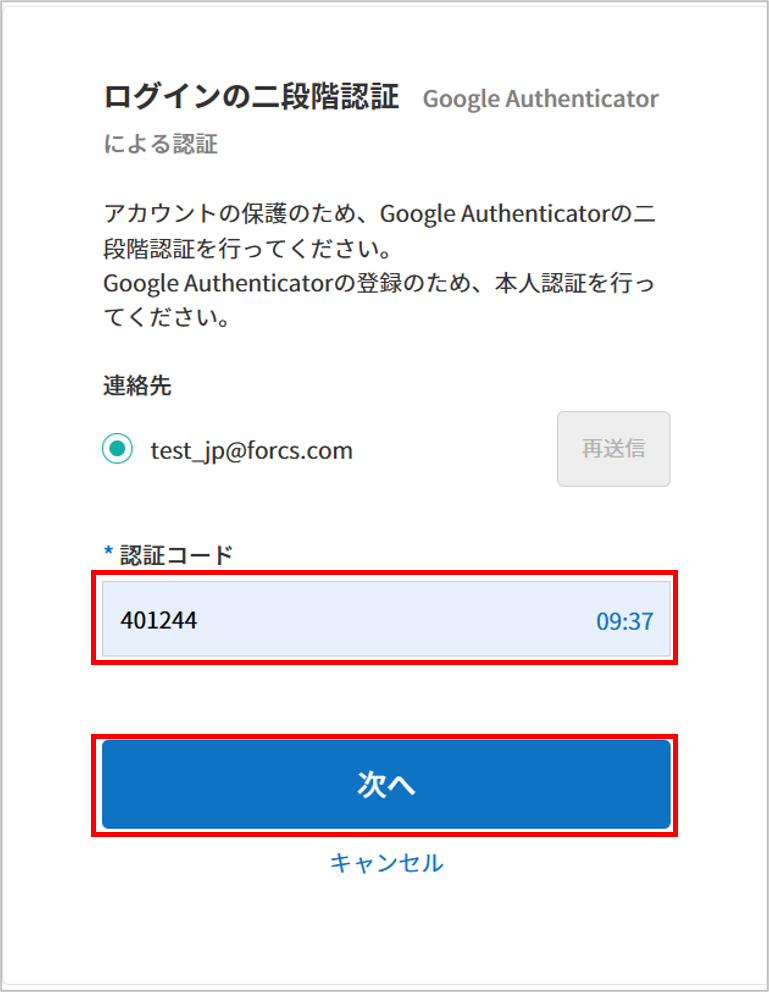 ログインの二段階認証 Google Authenticator
による認証
アカウントの保護のため、Google Authenticatorの二
段階認証を行ってください。
Google Authenticatorの登録のため、本人認証を行っ
てください。
連絡先
test_jp@forcs.com 再送信
* 認証コード
401244 09:37
次へ
キャンセル